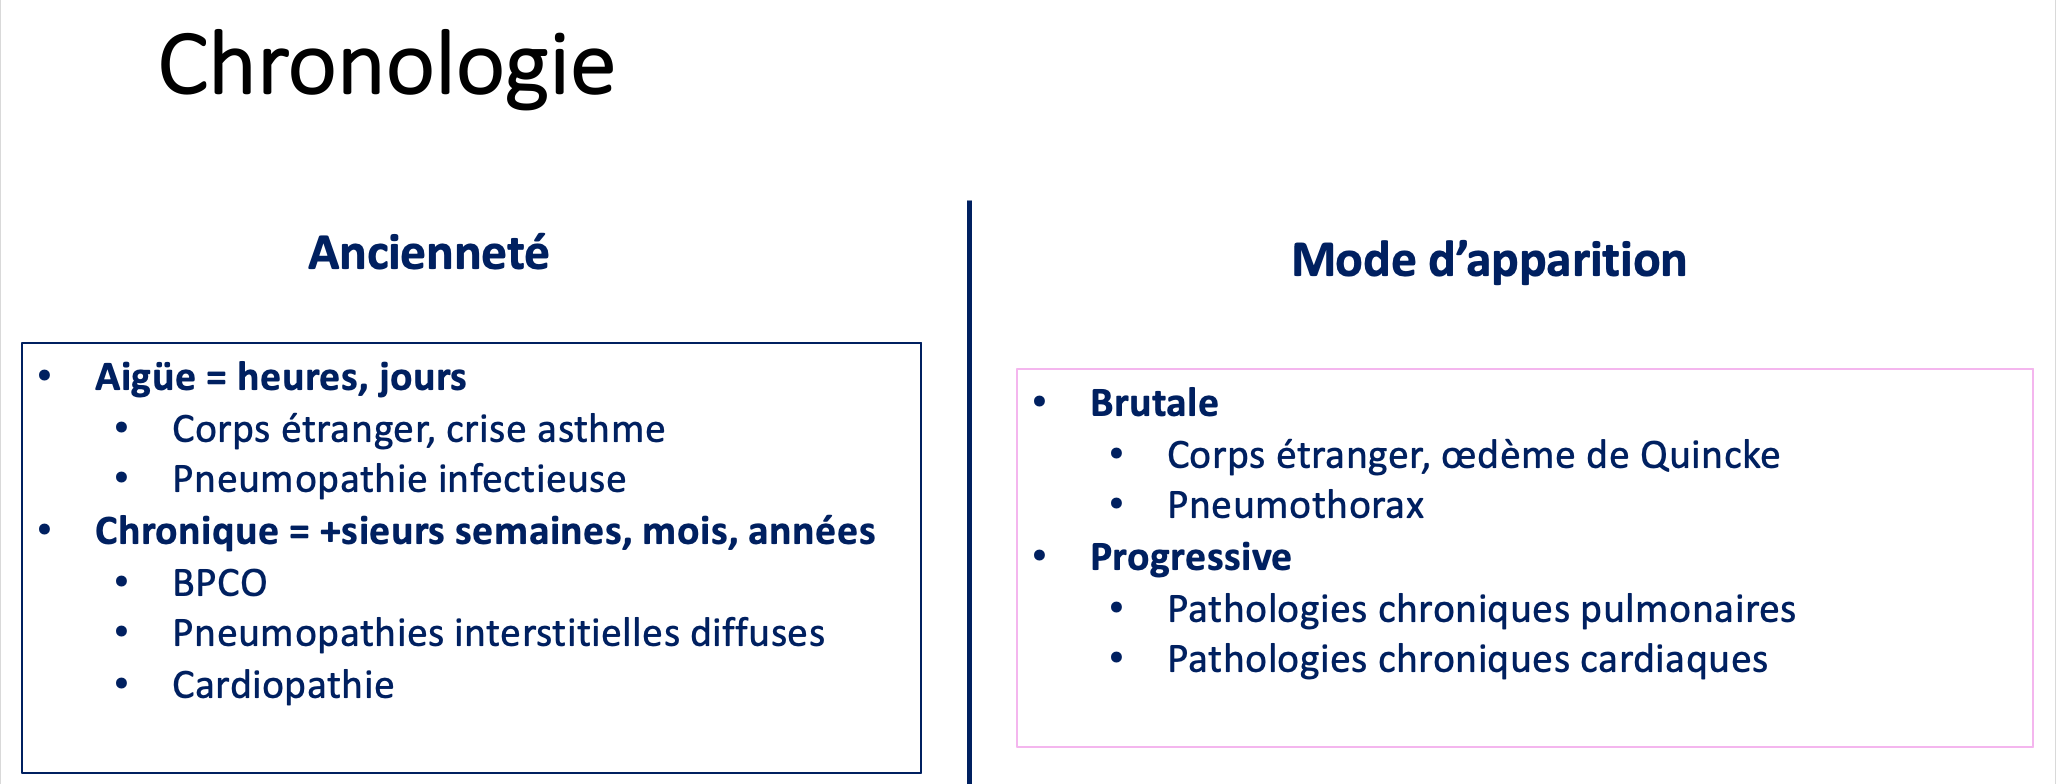 Chronologie
Ancienneté
• Aigüe = heures, jours
• Corps étranger, crise asthme
• Pneumopathie infectieuse
• Chronique = +sieurs semaines, mois, années
• BPCO
• Pneumopathies interstitielles diffuses
• Cardiopathie
Mode d’apparition
• Brutale
• Corps étranger, œdème de Quincke
• Pneumothorax
• Progressive
• Pathologies chroniques pulmonaires
• Pathologies chroniques cardiaques